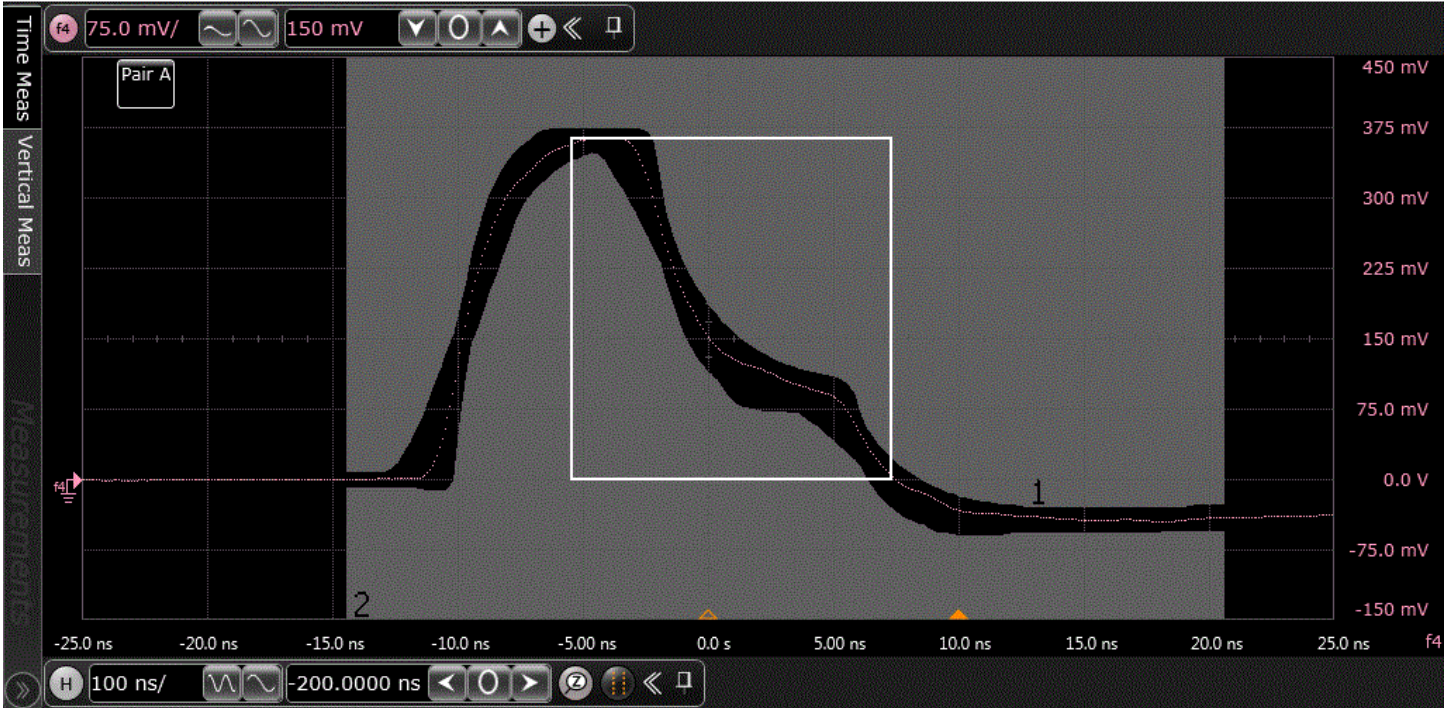 f4 75.0 mV/ 150 mV
Time Meas
Vertical Meas
Measurements
Pair A
450 mV
375 mV
300 mV
225 mV
150 mV
75.0 mV
0.0 V
-75.0 mV
-150 mV
f4
1
2
-25.0 ns -20.0 ns -15.0 ns -10.0 ns -5.00 ns 0.0 s 5.00 ns 10.0 ns 15.0 ns 20.0 ns 25.0 ns f4
H 100 ns/ -200.0000 ns 0 Z